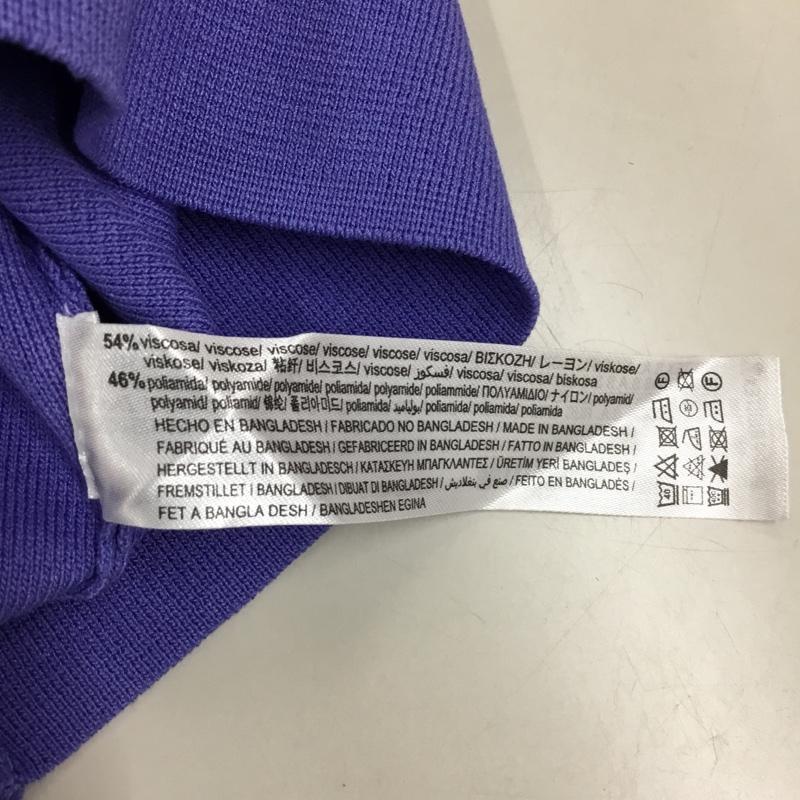 54% viscosa/ viscose/ viscose/ viscose/ viscose/ viscosa/ ΒΙΣΚΟΖΗ/ レーヨン/ viskose/
viskose/ viskoza/ 粘纤/ 비스코스/ viscose/ فسكوز/ viscosa/ viscosa/ biskosa
46% poliamida/ polyamide/ polyamide/ poliamida/ polyamide/ poliammide/ ΠΟΛΥΑΜΙΔΙΟ/ ナイロン/ polyamid/
polyamid/ poliamid/ 锦纶/ 폴리아미드/ poliamida/ بولياميد/ poliamida/ poliamida/ poliamida
HECHO EN BANGLADESH / FABRICADO NO BANGLADESH / MADE IN BANGLADESH /
FABRIQUÉ AU BANGLADESH / GEFABRICEERD IN BANGLADESH / FATTO IN BANGLADESH /
HERGESTELLT IN BANGLADESCH / ΚΑΤΑΣΚΕΥΗ ΜΠΑΓΚΛΑΝΤΕΣ / ÜRETİM YERİ BANGLADEŞ /
FREMSTILLET I BANGLADESH / DIBUAT DI BANGLADESH / صنع في بنغلاديش / FEITO EN BANGLADÉS /
FET A BANGLA DESH / BANGLADESHEN EGINA
F F
40